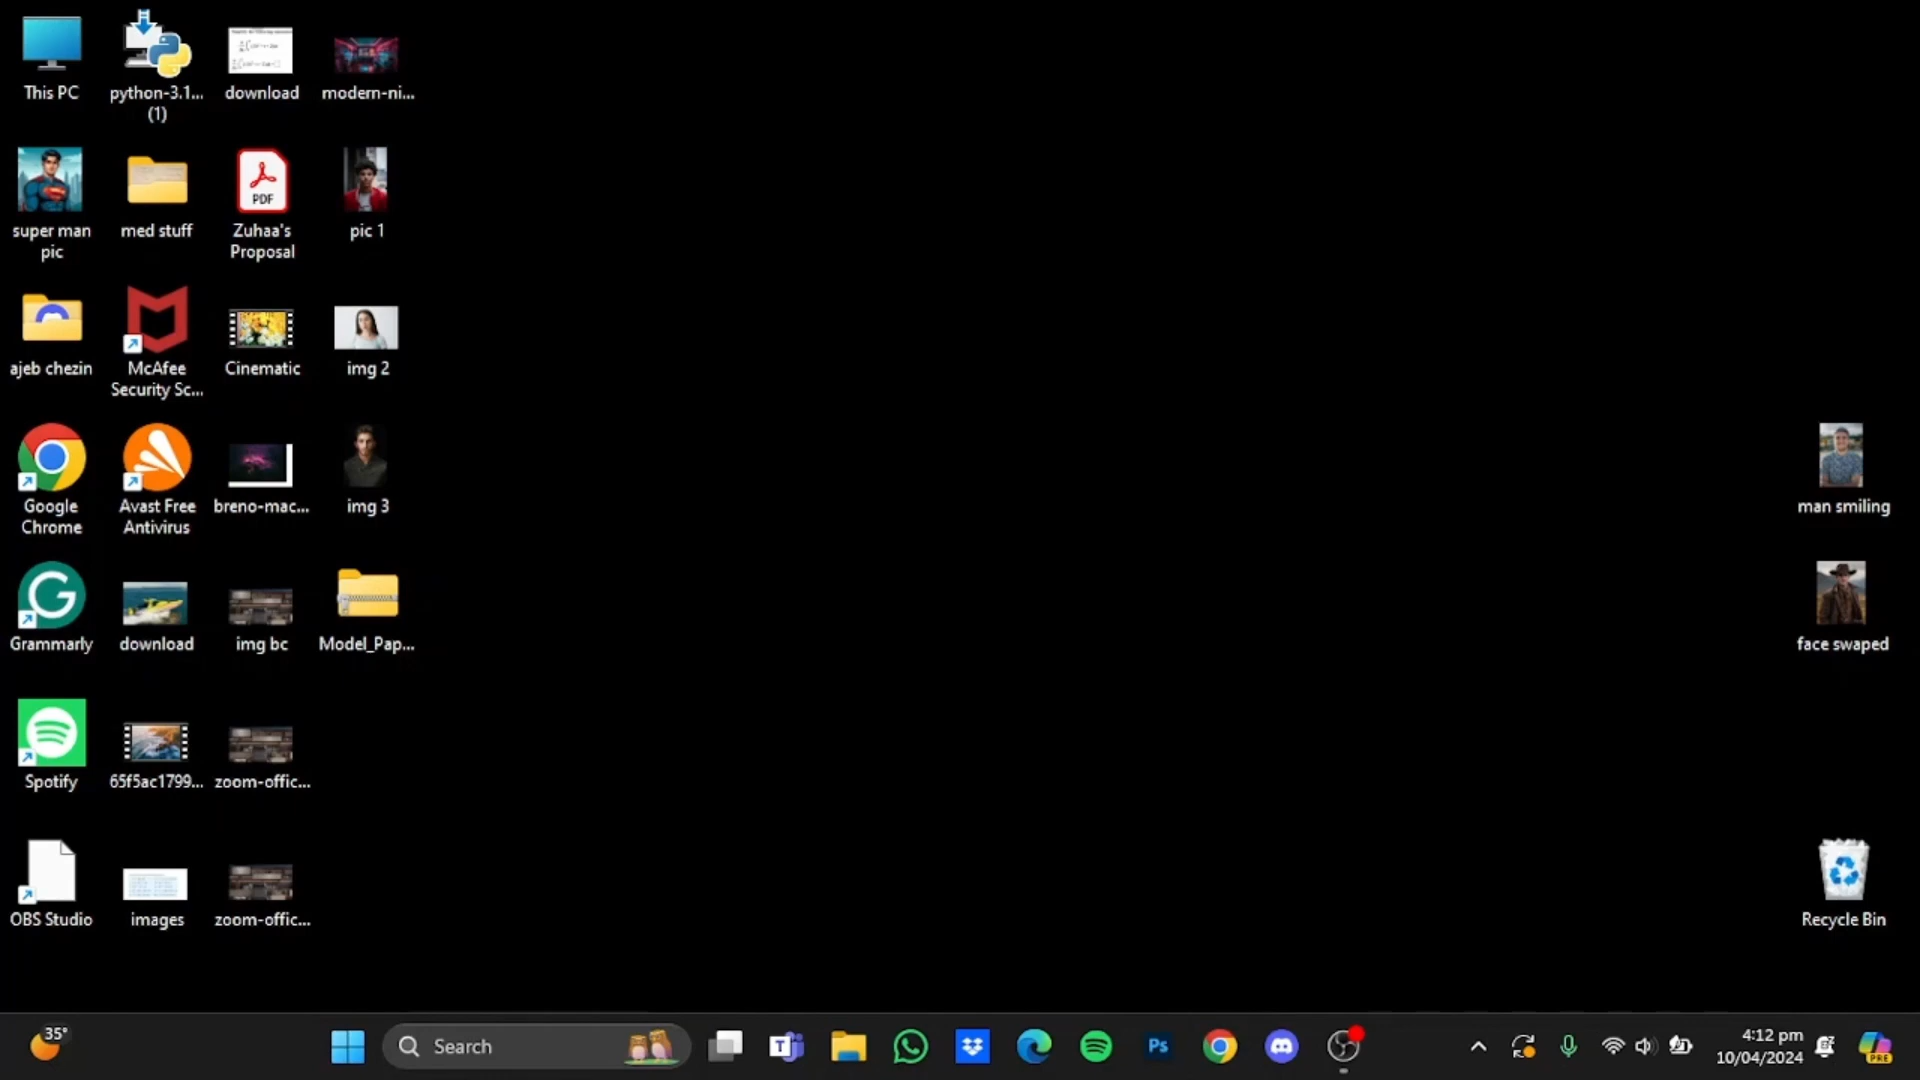 This PC
python-3.1...
(1)
download
modern-ni...
super man
pic
med stuff
PDF
Zuhaa's
Proposal
pic 1
ajeb chezin
McAfee
Security Sc...
Cinematic
img 2
Google
Chrome
Avast Free
Antivirus
breno-mac...
img 3
man smiling
Grammarly
download
img bc
Model_Pap...
face swaped
Spotify
65f5ac1799...
zoom-offic...
OBS Studio
images
zoom-offic...
Recycle Bin
35°
Search
T
Ps
4:12 pm
10/04/2024
PRE